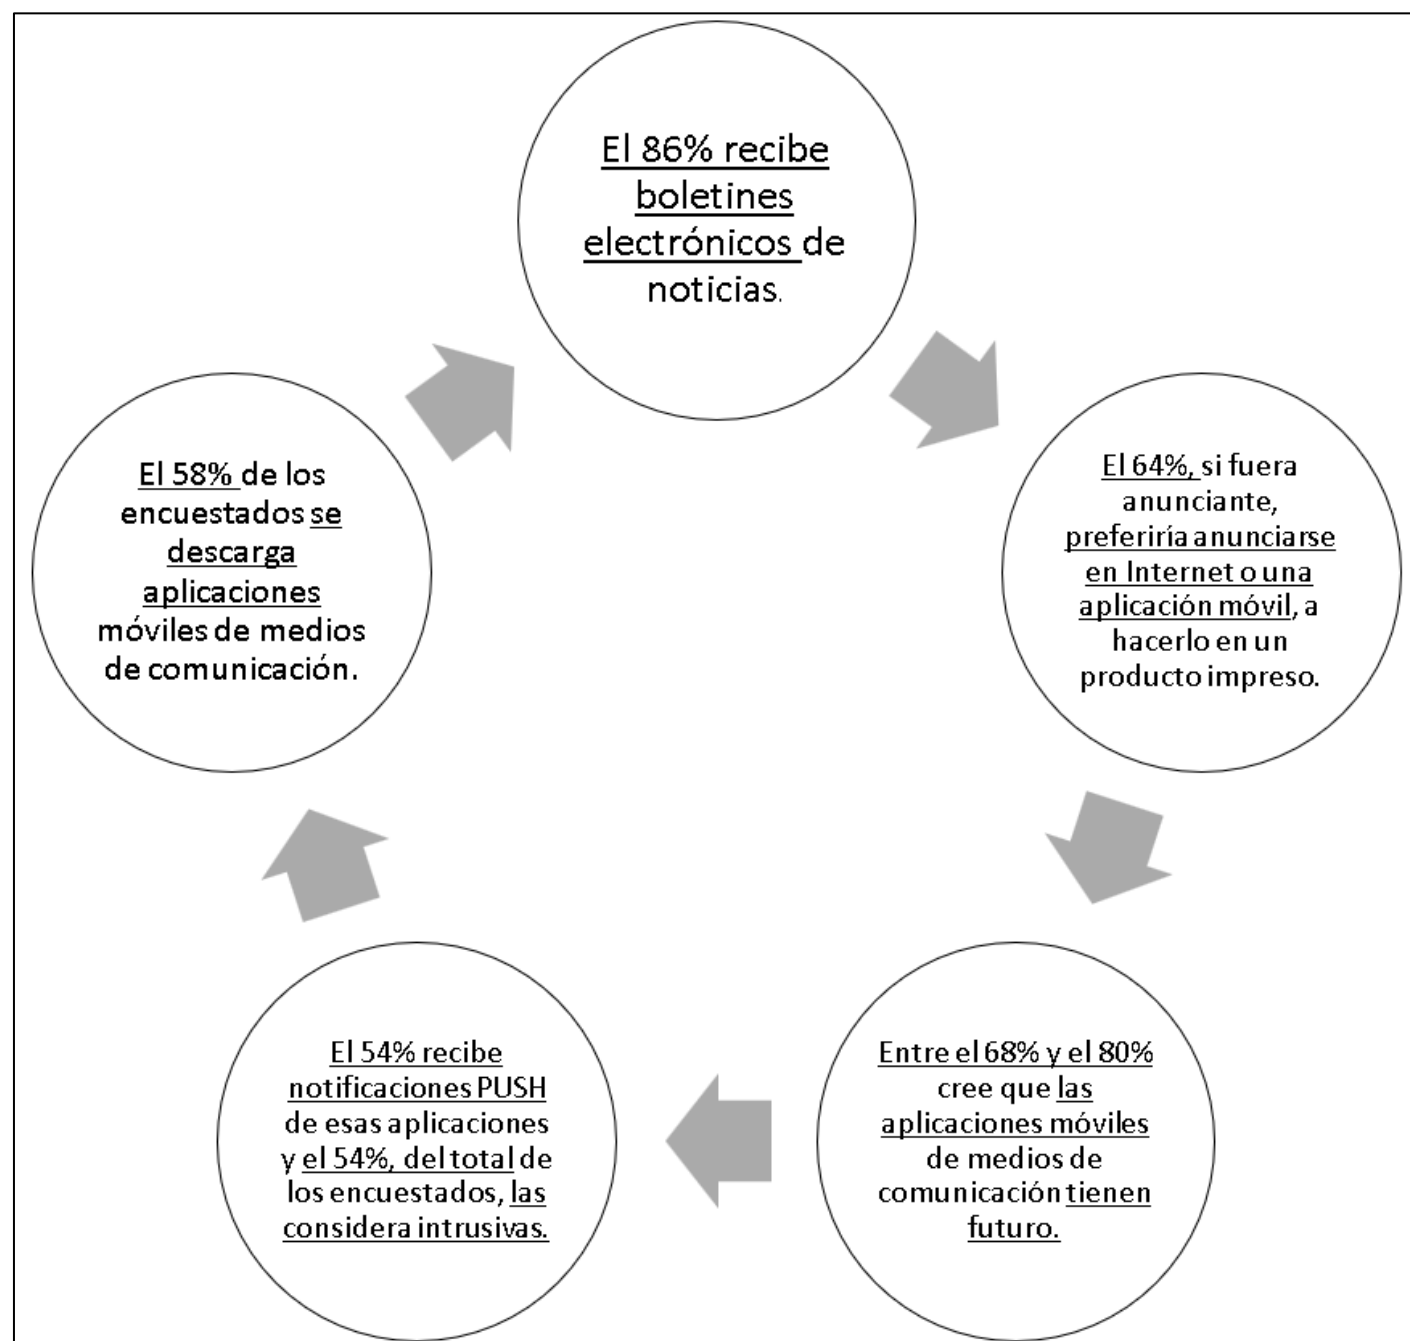 El 86% recibe
boletines
electrónicos de
noticias.
El 64%, si fuera
anunciante,
preferiría anunciarse
en Internet o una
aplicación móvil, a
hacerlo en un
producto impreso.
Entre el 68% y el 80%
cree que las
aplicaciones móviles
de medios de
comunicación tienen
futuro.
El 54% recibe
notificaciones PUSH
de esas aplicaciones
y el 54%, del total de
los encuestados, las
considera intrusivas.
El 58% de los
encuestados se
descarga
aplicaciones
móviles de medios
de comunicación.